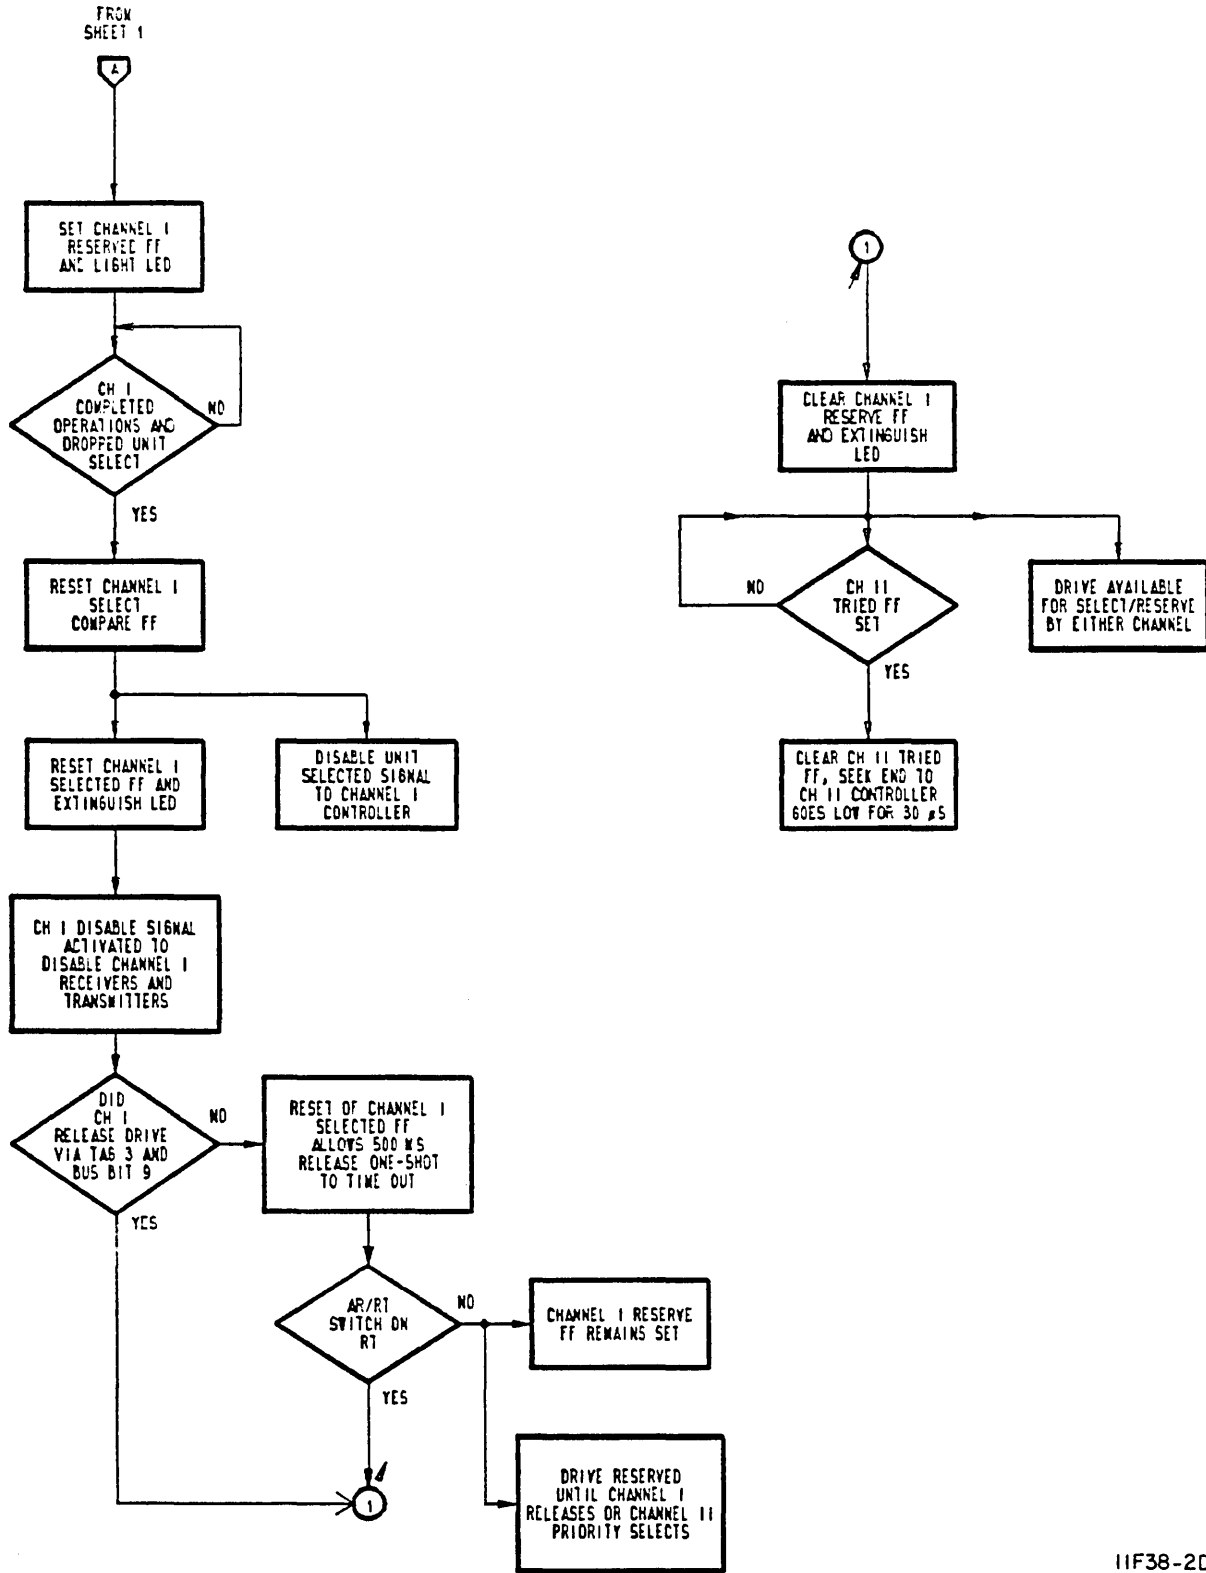 FROM
SHEET 1
A
SET CHANNEL I
RESERVED FF
AND LIGHT LED
CH I
COMPLETED
OPERATIONS AND
DROPPED UNIT
SELECT
NO
YES
RESET CHANNEL I
SELECT
COMPARE FF
RESET CHANNEL I
SELECTED FF AND
EXTINGUISH LED
DISABLE UNIT
SELECTED SIGNAL
TO CHANNEL I
CONTROLLER
CH I DISABLE SIGNAL
ACTIVATED TO
DISABLE CHANNEL I
RECEIVERS AND
TRANSMITTERS
DID
CH I
RELEASE DRIVE
VIA TAG 3 AND
BUS BIT 9
NO
YES
RESET OF CHANNEL I
SELECTED FF
ALLOWS 500 MS
RELEASE ONE-SHOT
TO TIME OUT
AR/RT
SWITCH ON
RT
NO
YES
CHANNEL I RESERVE
FF REMAINS SET
DRIVE RESERVED
UNTIL CHANNEL I
RELEASES OR CHANNEL II
PRIORITY SELECTS
1
1
CLEAR CHANNEL I
RESERVE FF
AND EXTINGUISH
LED
CH II
TRIED FF
SET
NO
YES
DRIVE AVAILABLE
FOR SELECT/RESERVE
BY EITHER CHANNEL
CLEAR CH II TRIED
FF, SEEK END TO
CH II CONTROLLER
GOES LOW FOR 30 µS
11F38-2D